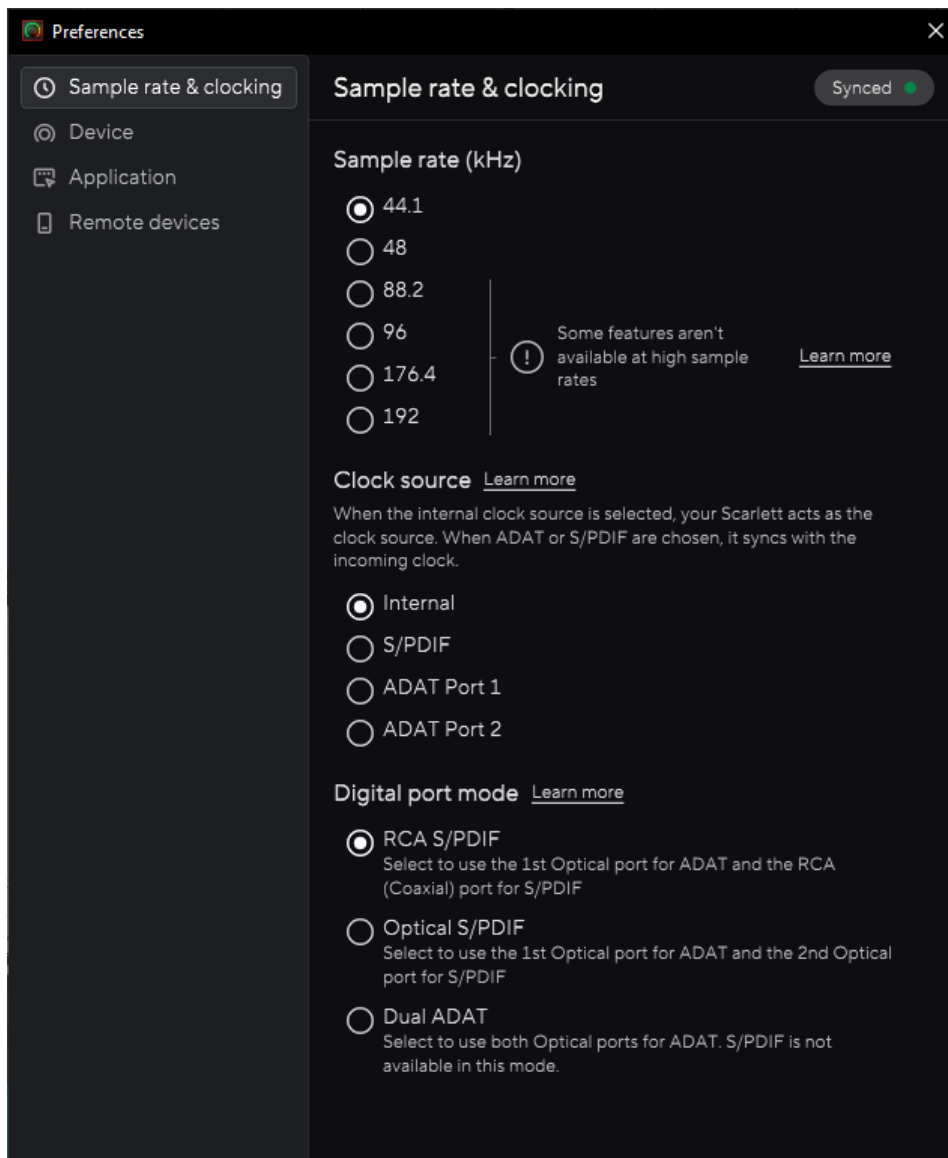 Preferences
Sample rate & clocking
Device
Application
Remote devices
Sample rate & clocking
Synced
Sample rate (kHz)
44.1
48
88.2
96
176.4
192
Some features aren't
available at high sample
rates
Learn more
Clock source Learn more
When the internal clock source is selected, your Scarlett acts as the
clock source. When ADAT or S/PDIF are chosen, it syncs with the
incoming clock.
Internal
S/PDIF
ADAT Port 1
ADAT Port 2
Digital port mode Learn more
RCA S/PDIF
Select to use the 1st Optical port for ADAT and the RCA
(Coaxial) port for S/PDIF
Optical S/PDIF
Select to use the 1st Optical port for ADAT and the 2nd Optical
port for S/PDIF
Dual ADAT
Select to use both Optical ports for ADAT. S/PDIF is not
available in this mode.